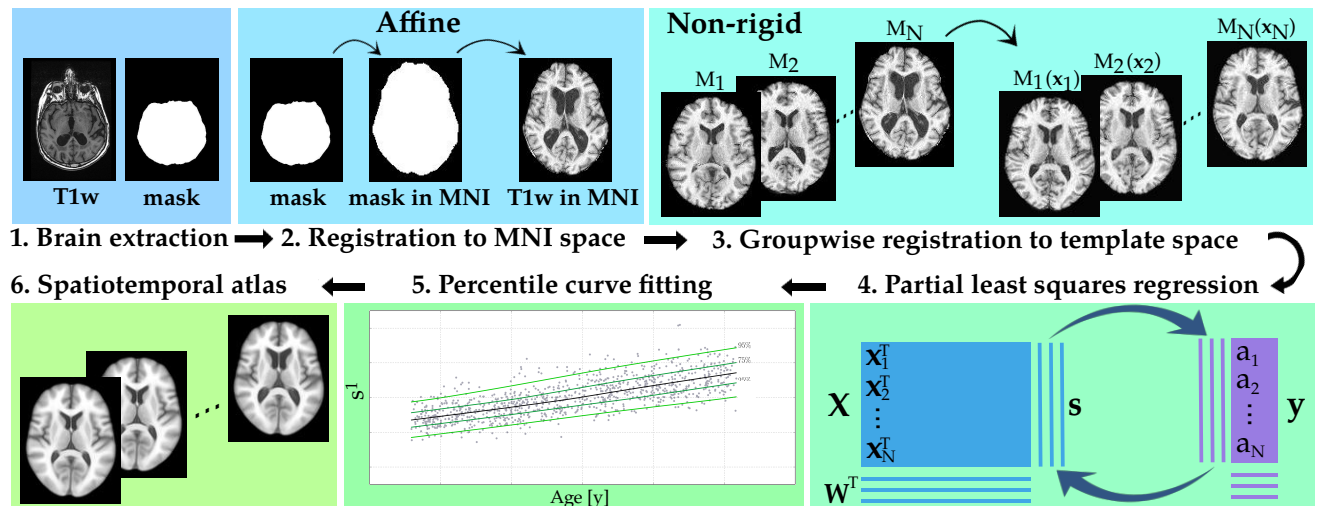 Affine
T1w
mask
mask
mask in MNI
T1w in MNI
Non-rigid
M1
M2
MN
M1(x1)
M2(x2)
MN(xN)
1. Brain extraction
2. Registration to MNI space
3. Groupwise registration to template space
6. Spatiotemporal atlas
5. Percentile curve fitting
4. Partial least squares regression
s1
95%
75%
Age [y]
X
x1T
x2T
⋮
xNT
WT
s
a1
a2
⋮
aN
y